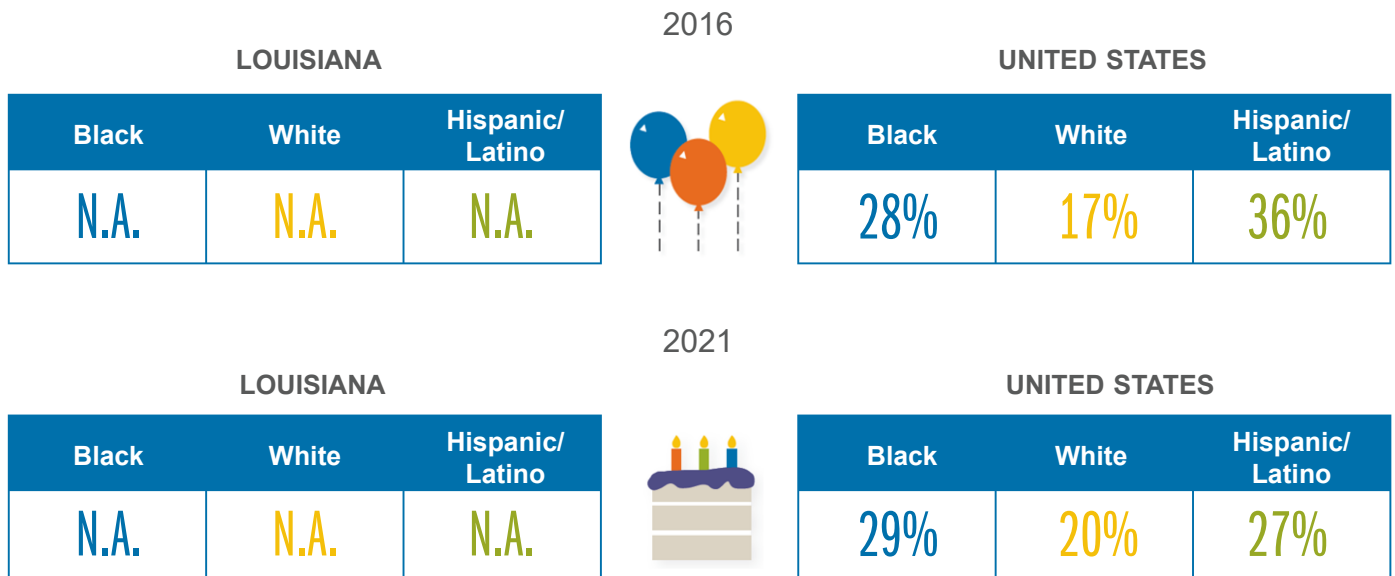 2016
LOUISIANA
UNITED STATES
Black White Hispanic/
Latino
N.A. N.A. N.A.
Black White Hispanic/
Latino
28% 17% 36%
2021
LOUISIANA
UNITED STATES
Black White Hispanic/
Latino
N.A. N.A. N.A.
Black White Hispanic/
Latino
29% 20% 27%